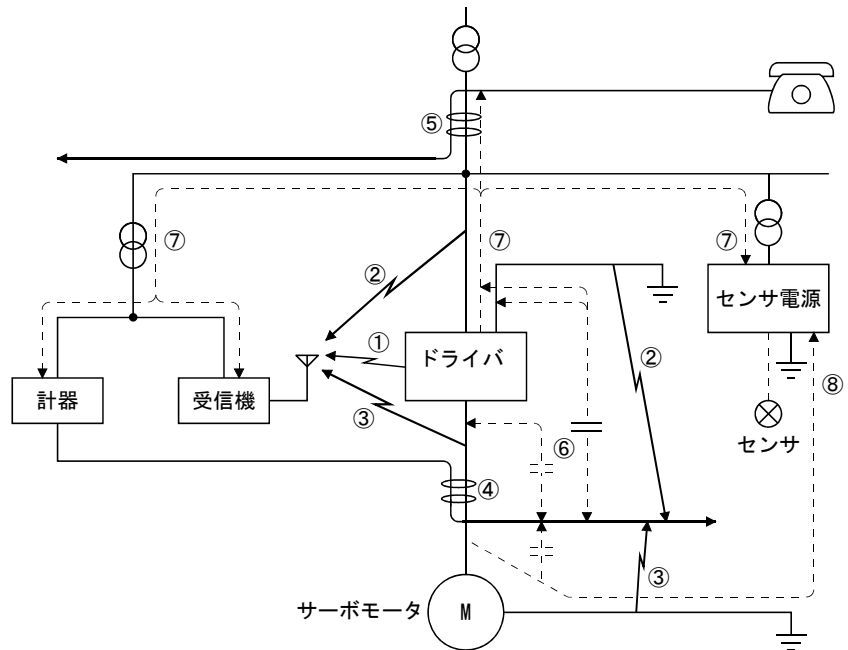 ⑤
⑦
⑦
⑦
②
センサ電源
①
ドライバ
②
計器
受信機
⑧
③
⑥
センサ
④
③
サーボモータ
M